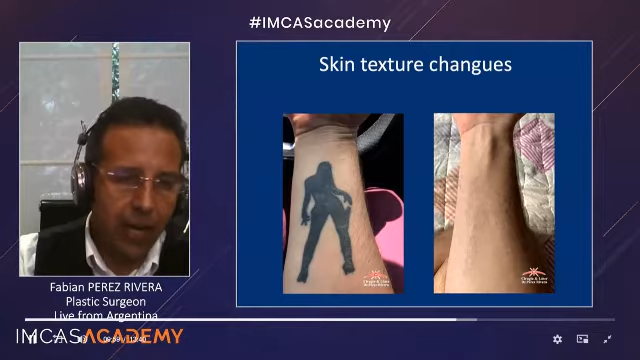 #IMCASacademy
Skin texture changues
Fabian PEREZ RIVERA
Plastic Surgeon
Live from Argentina
IMCAS ACADEMY